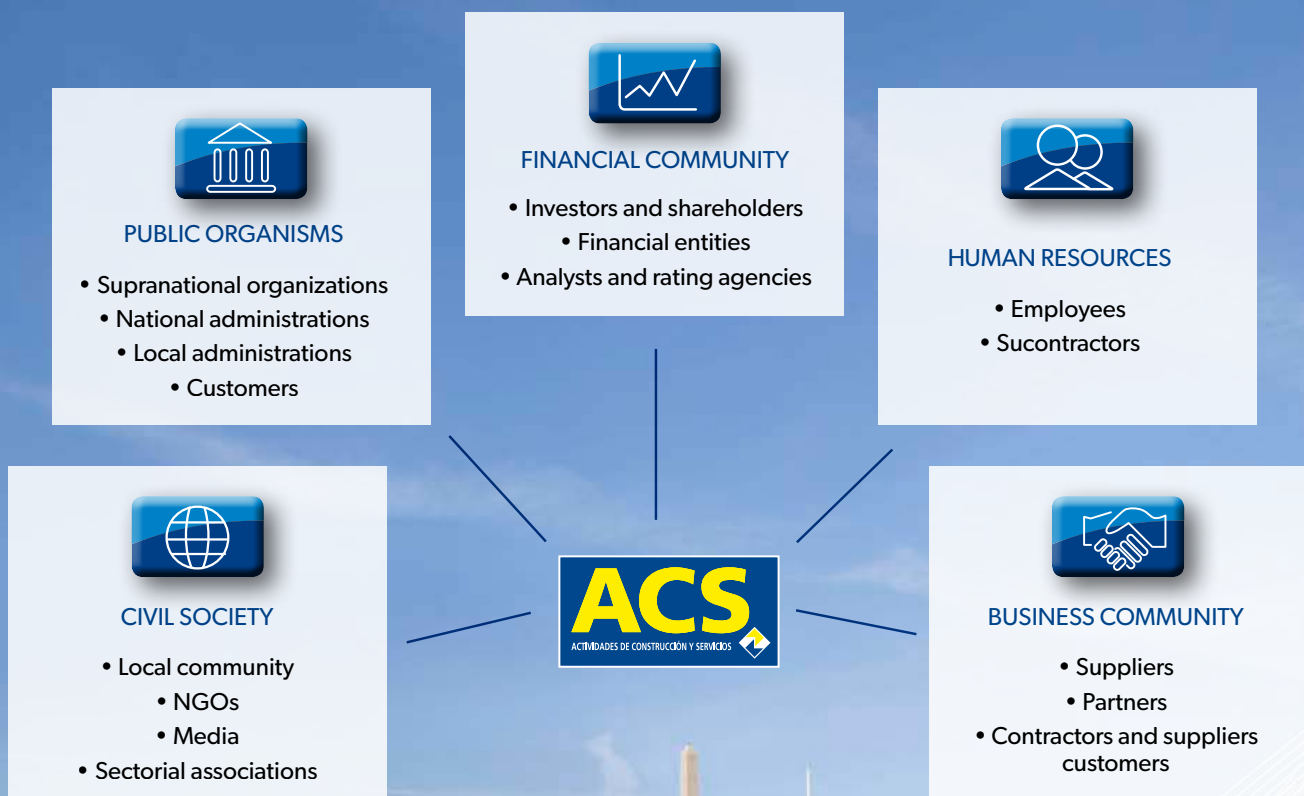 FINANCIAL COMMUNITY
• Investors and shareholders
• Financial entities
• Analysts and rating agencies
PUBLIC ORGANISMS
• Supranational organizations
• National administrations
• Local administrations
• Customers
HUMAN RESOURCES
• Employees
• Sucontractors
CIVIL SOCIETY
• Local community
• NGOs
• Media
• Sectorial associations
ACS
ACTIVIDADES DE CONSTRUCCIÓN Y SERVICIOS
BUSINESS COMMUNITY
• Suppliers
• Partners
• Contractors and suppliers
customers